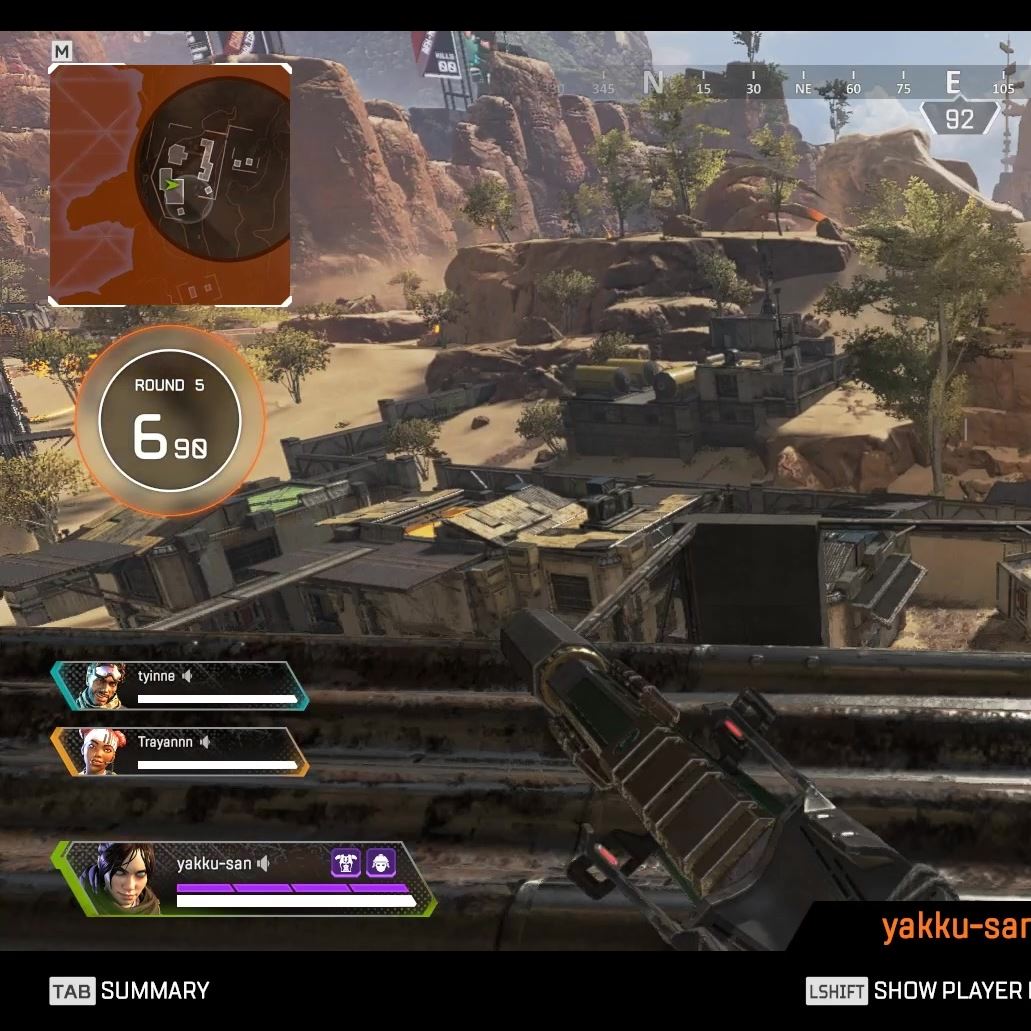 M
345 N 15 30 NE 60 75 E 105
92
ROUND 5
6 90
tyinne
Trayannn
yakku-san
yakku-san
TAB SUMMARY
LSHIFT SHOW PLAYER